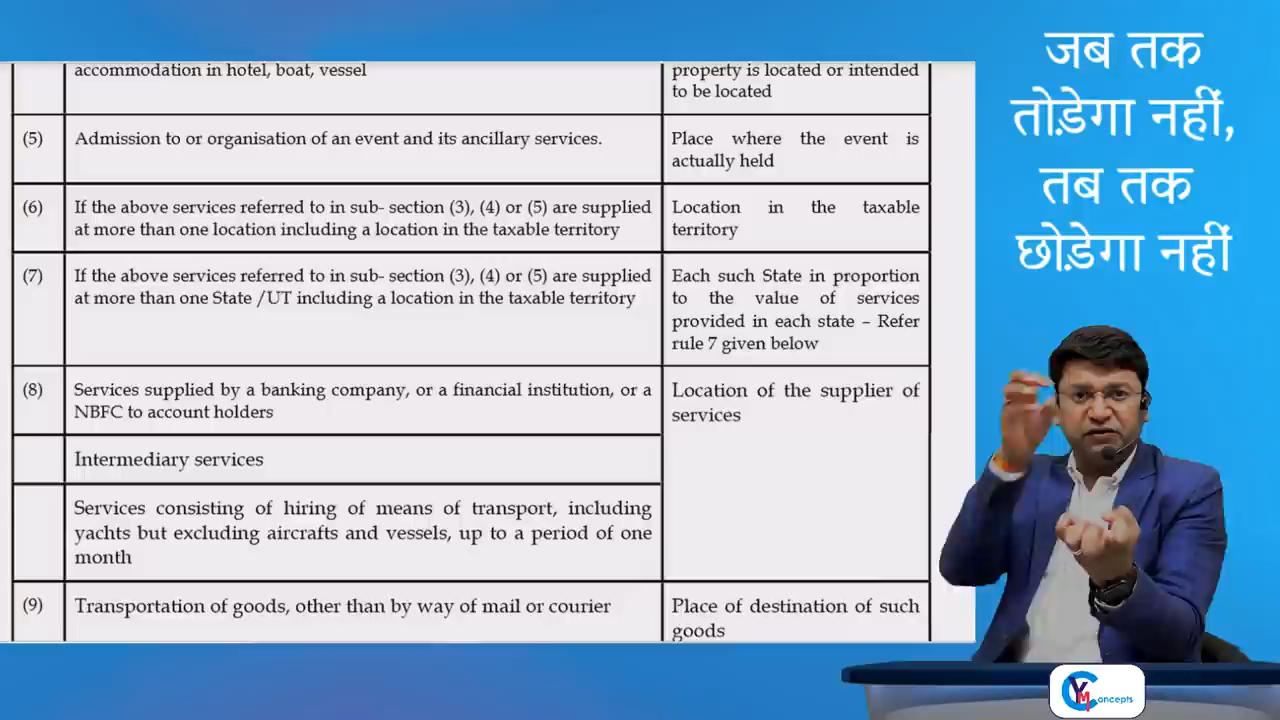 accommodation in hotel, boat, vessel
property is located or intended
to be located
(5)
Admission to or organisation of an event and its ancillary services.
Place where the event is
actually held
(6)
If the above services referred to in sub- section (3), (4) or (5) are supplied
at more than one location including a location in the taxable territory
Location in the taxable
territory
(7)
If the above services referred to in sub- section (3), (4) or (5) are supplied
at more than one State /UT including a location in the taxable territory
Each such State in proportion
to the value of services
provided in each state – Refer
rule 7 given below
(8)
Services supplied by a banking company, or a financial institution, or a
NBFC to account holders
Location of the supplier of
services
Intermediary services
Services consisting of hiring of means of transport, including
yachts but excluding aircrafts and vessels, up to a period of one
month
(9)
Transportation of goods, other than by way of mail or courier
Place of destination of such
goods
जब तक
तोड़ेगा नहीं,
तब तक
छोड़ेगा नहीं
YM Concepts